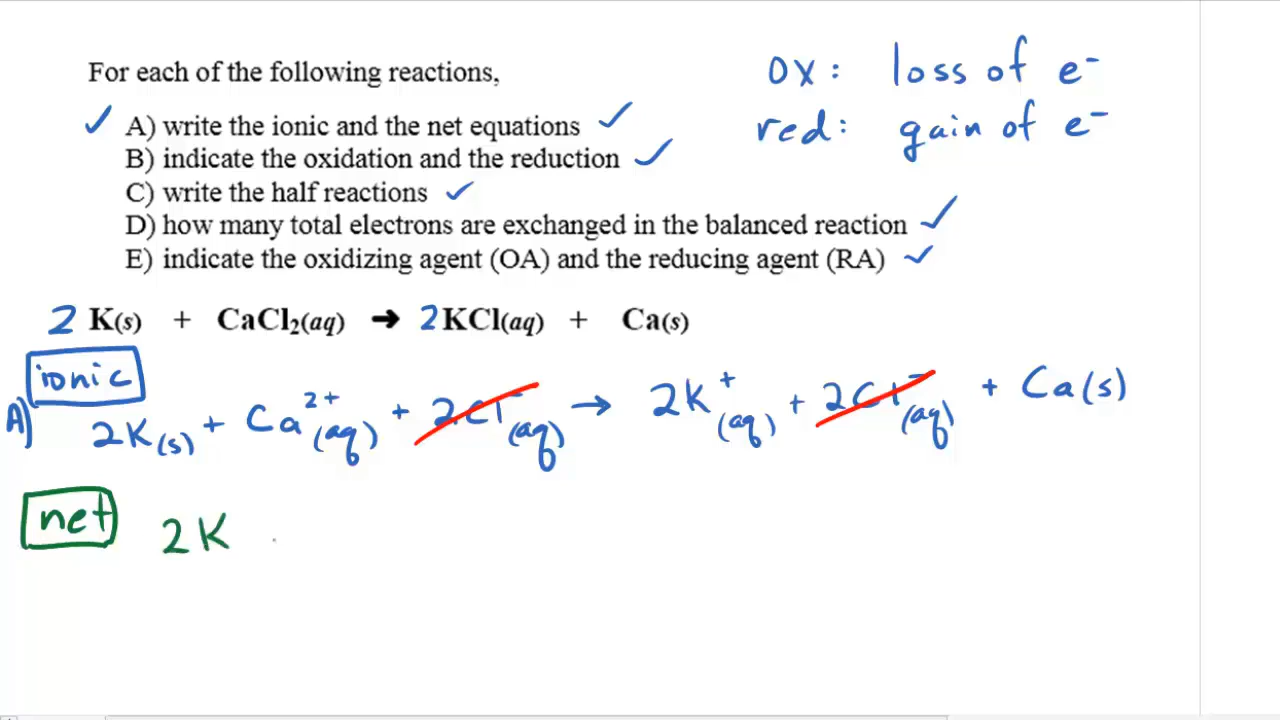 For each of the following reactions,
✓ A) write the ionic and the net equations ✓
B) indicate the oxidation and the reduction ✓
C) write the half reactions ✓
D) how many total electrons are exchanged in the balanced reaction ✓
E) indicate the oxidizing agent (OA) and the reducing agent (RA) ✓
ox: loss of e⁻
red: gain of e⁻
2 K(s) + CaCl₂(aq) → 2KCl(aq) + Ca(s)
ionic
A) 2K(s) + Ca²⁺(aq) + 2Cl⁻(aq) → 2K⁺(aq) + 2Cl⁻(aq) + Ca(s)
net 2K